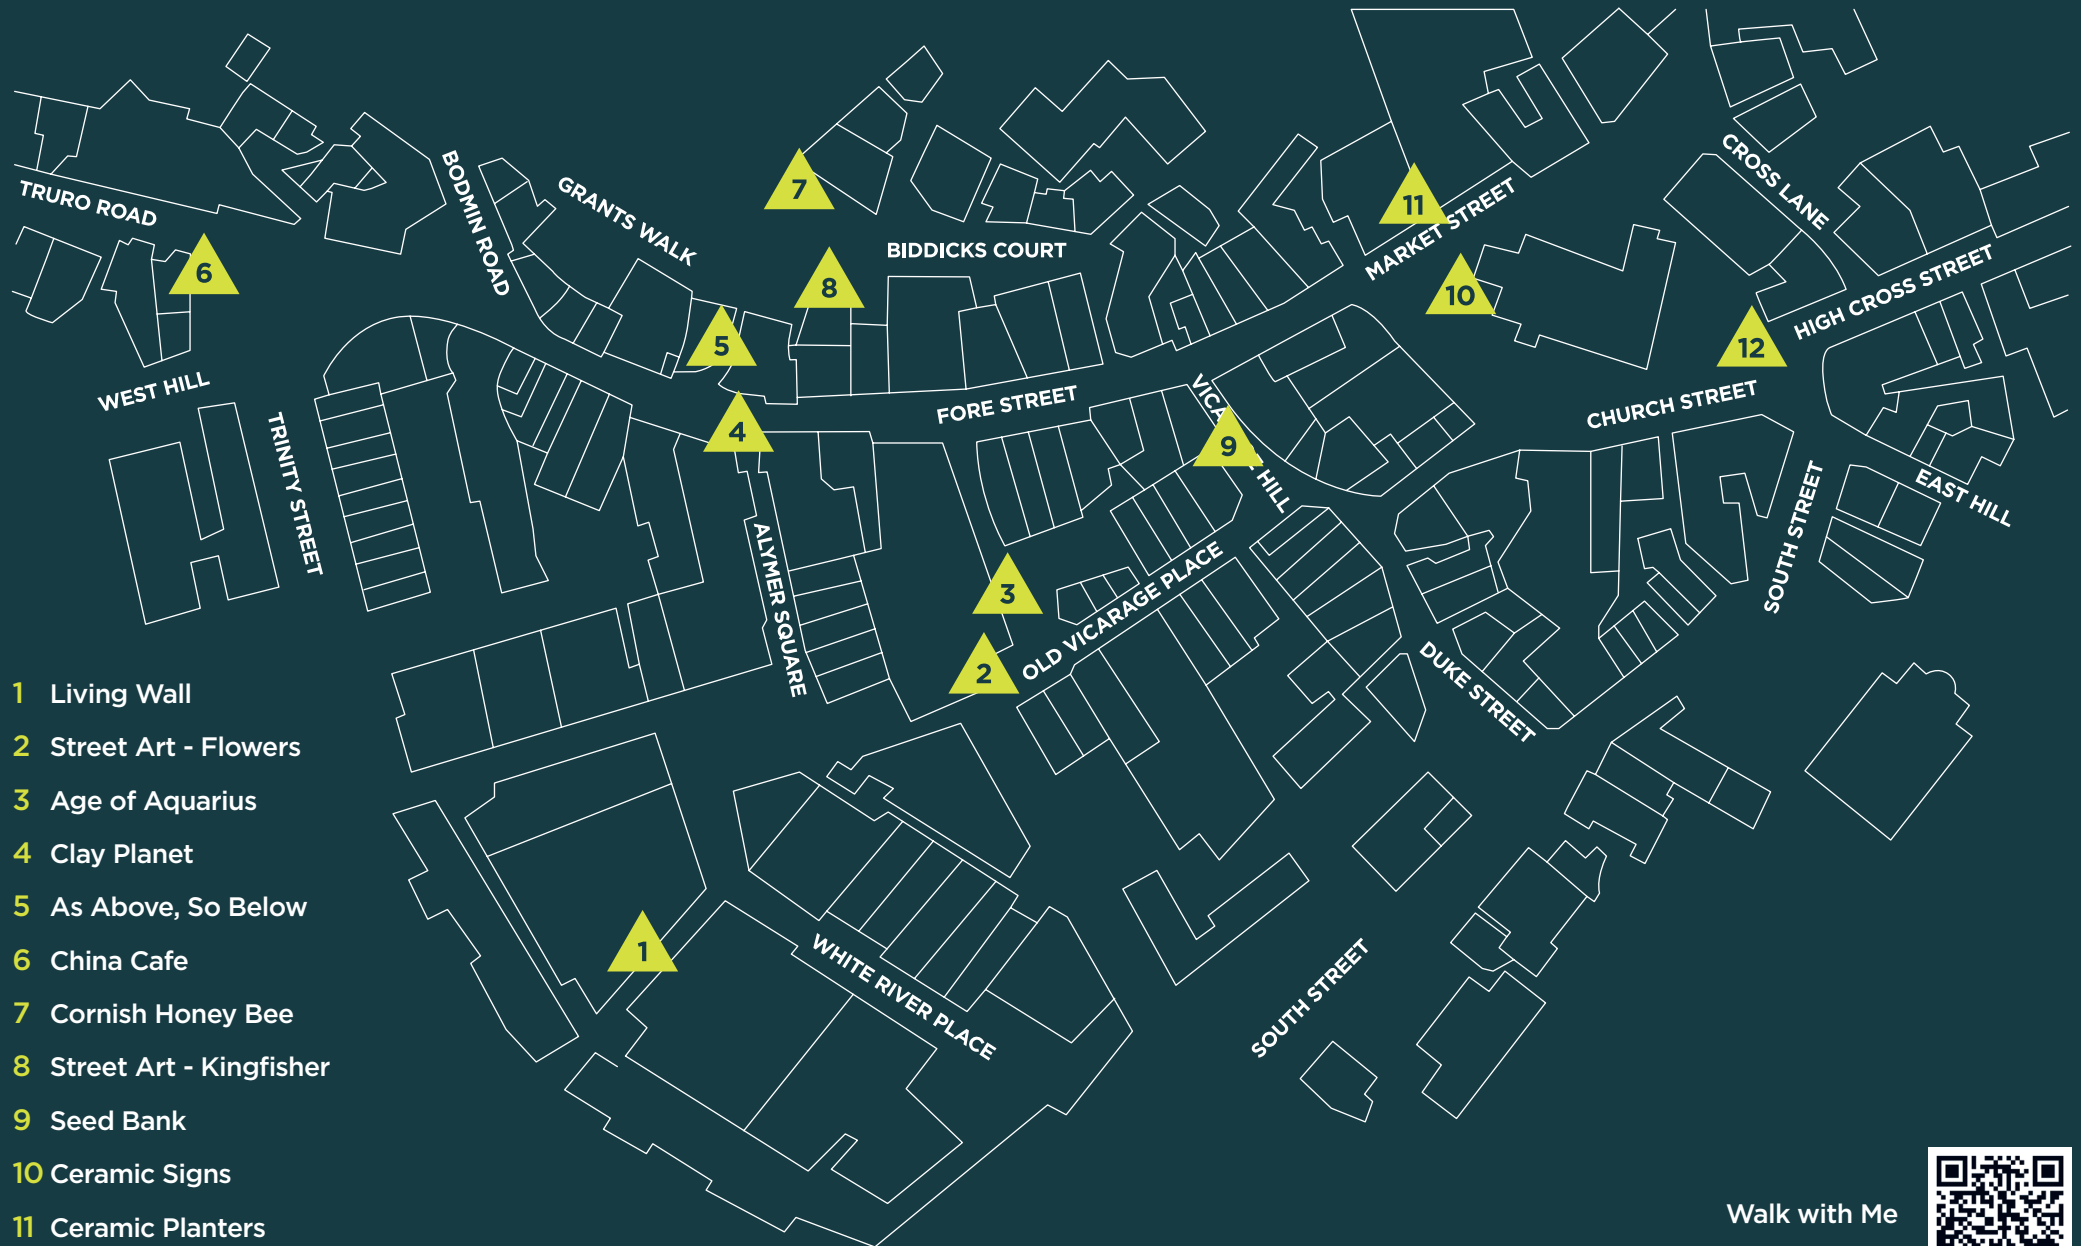 TRURO ROAD
BODMIN ROAD
GRANTS WALK
7
BIDDICKS COURT
11
MARKET STREET
CROSS LANE
6
8
10
HIGH CROSS STREET
5
12
WEST HILL
TRINITY STREET
4
FORE STREET
9
HILL
CHURCH STREET
SOUTH STREET
EAST HILL
ALYMER SQUARE
3
2
OLD VICARAGE PLACE
DUKE STREET
1
WHITE RIVER PLACE
SOUTH STREET
1 Living Wall
2 Street Art - Flowers
3 Age of Aquarius
4 Clay Planet
5 As Above, So Below
6 China Cafe
7 Cornish Honey Bee
8 Street Art - Kingfisher
9 Seed Bank
10 Ceramic Signs
11 Ceramic Planters
Walk with Me